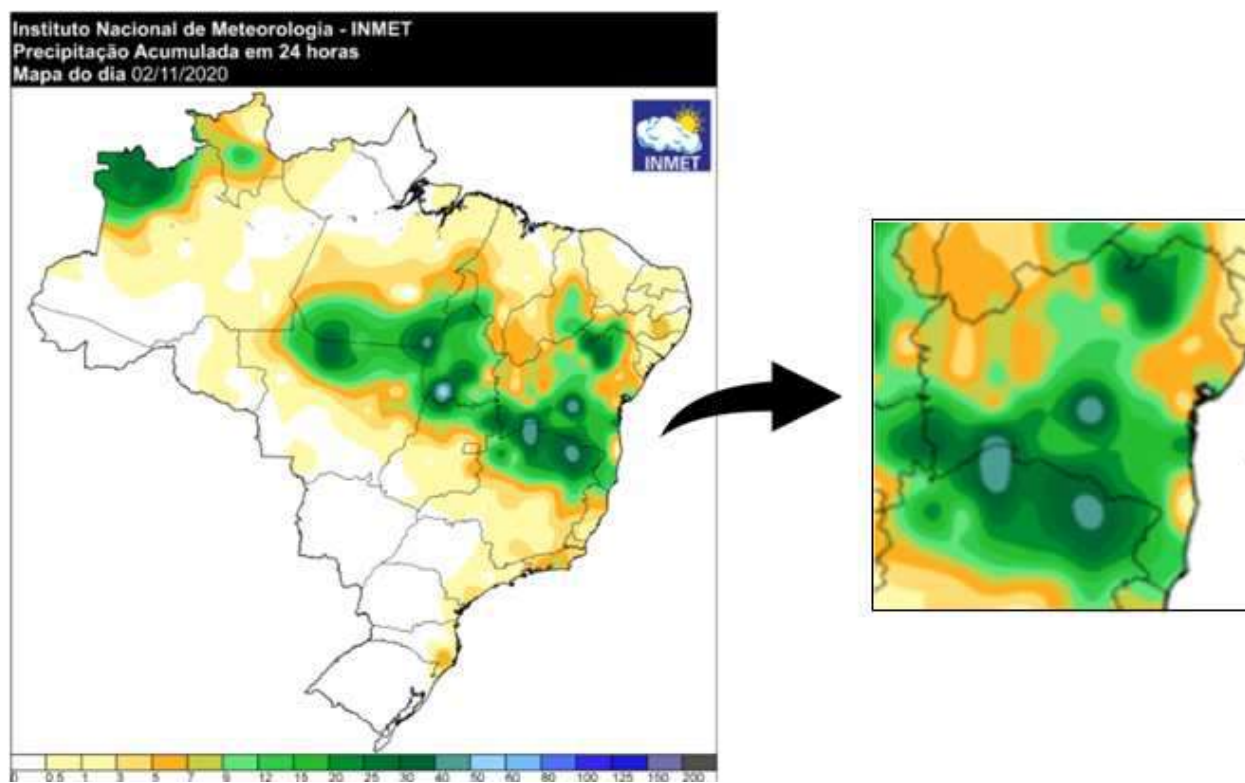 Instituto Nacional de Meteorologia - INMET
Precipitação Acumulada em 24 horas
Mapa do dia 02/11/2020
INMET
0 0.5 1 3 5 7 9 12 15 20 25 30 40 50 60 80 100 125 150 200